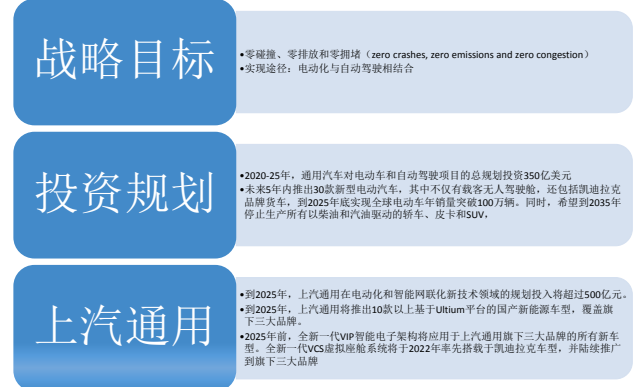 战略目标
•零碰撞、零排放和零拥堵（zero crashes, zero emissions and zero congestion）
•实现途径：电动化与自动驾驶相结合
投资规划
•2020-25年，通用汽车对电动车和自动驾驶项目的总规划投资350亿美元
•未来5年内推出30款新型电动汽车，其中不仅有载客无人驾驶舱，还包括凯迪拉克
品牌货车，到2025年底实现全球电动车年销量突破100万辆。同时，希望到2035年
停止生产所有以柴油和汽油驱动的轿车、皮卡和SUV，
上汽通用
•到2025年，上汽通用在电动化和智能网联化新技术领域的规划投入将超过500亿元。
•到2025年，上汽通用将推出10款以上基于Ultium平台的国产新能源车型，覆盖旗
下三大品牌。
•2025年前，全新一代VIP智能电子架构将应用于上汽通用旗下三大品牌的所有新车
型。全新一代VCS虚拟座舱系统将于2022年率先搭载于凯迪拉克车型，并陆续推广
到旗下三大品牌